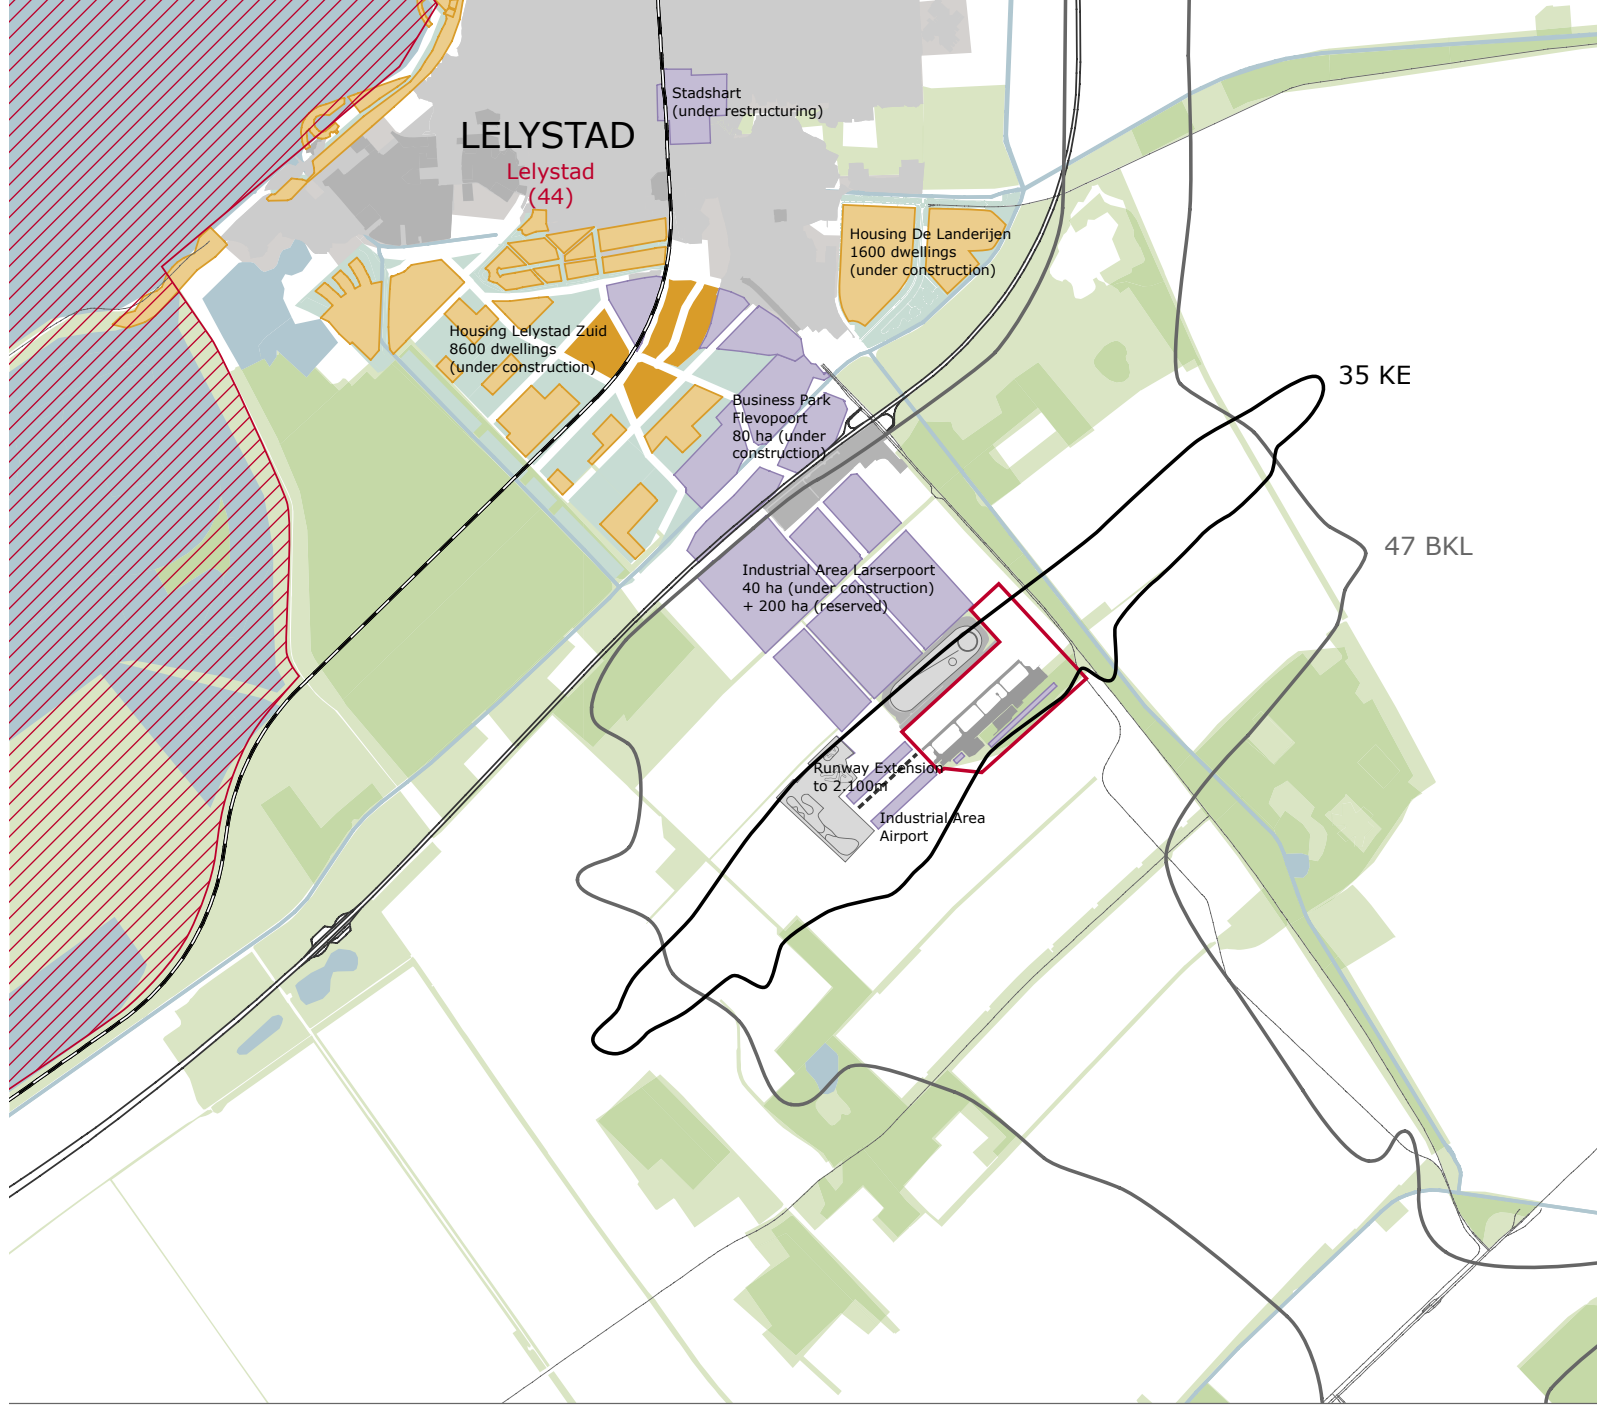 Stadshart
(under restructuring)
LELYSTAD
Lelystad
(44)
Housing De Landerijen
1600 dwellings
(under construction)
Housing Lelystad Zuid
8600 dwellings
(under construction)
35 KE
Business Park
Flevopoort
80 ha (under
construction)
47 BKL
Industrial Area Larserpoort
40 ha (under construction)
+ 200 ha (reserved)
Runway Extension
to 2.100m
Industrial Area
Airport